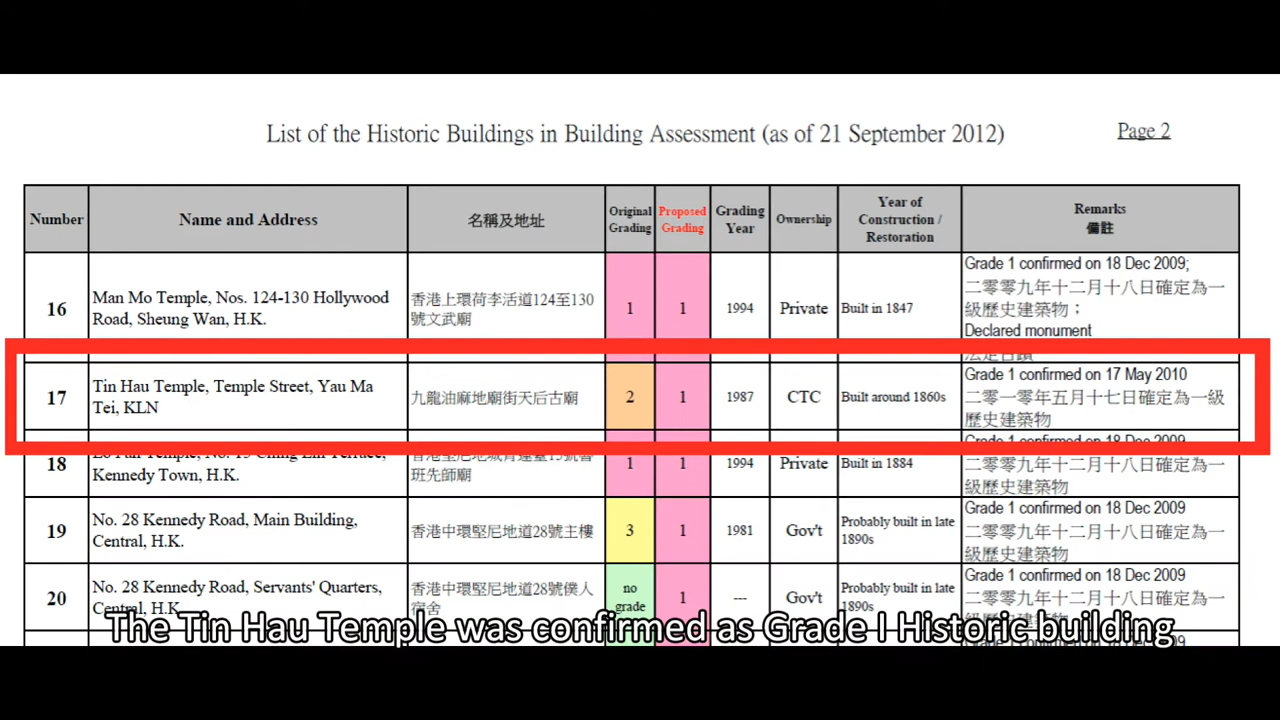 List of the Historic Buildings in Building Assessment (as of 21 September 2012)
Page 2
Number
Name and Address
名稱及地址
Original
Grading
Proposed
Grading
Grading
Year
Ownership
Year of
Construction /
Restoration
Remarks
備註
16
Man Mo Temple, Nos. 124-130 Hollywood
Road, Sheung Wan, H.K.
香港上環荷李活道124至130
號文武廟
1
1
1994
Private
Built in 1847
Grade 1 confirmed on 18 Dec 2009;
二零零九年十二月十八日確定為一
級歷史建築物；
Declared monument
17
Tin Hau Temple, Temple Street, Yau Ma
Tei, KLN
九龍油麻地廟街天后古廟
2
1
1987
CTC
Built around 1860s
Grade 1 confirmed on 17 May 2010
二零一零年五月十七日確定為一級
歷史建築物
18
Kennedy Town, H.K.
班先師廟
1
1
1994
Private
Built in 1884
Grade 1 confirmed on 18 Dec 2009
二零零九年十二月十八日確定為一
級歷史建築物
19
No. 28 Kennedy Road, Main Building,
Central, H.K.
香港中環堅尼地道28號主樓
3
1
1981
Gov't
Probably built in late
1890s
Grade 1 confirmed on 18 Dec 2009
二零零九年十二月十八日確定為一
級歷史建築物
20
No. 28 Kennedy Road, Servants' Quarters,
Central, H.K.
香港中環堅尼地道28號僕人
宿舍
no
grade
1
---
Gov't
Probably built in late
1890s
Grade 1 confirmed on 18 Dec 2009
二零零九年十二月十八日確定為一
級歷史建築物
The Tin Hau Temple was confirmed as Grade I Historic building